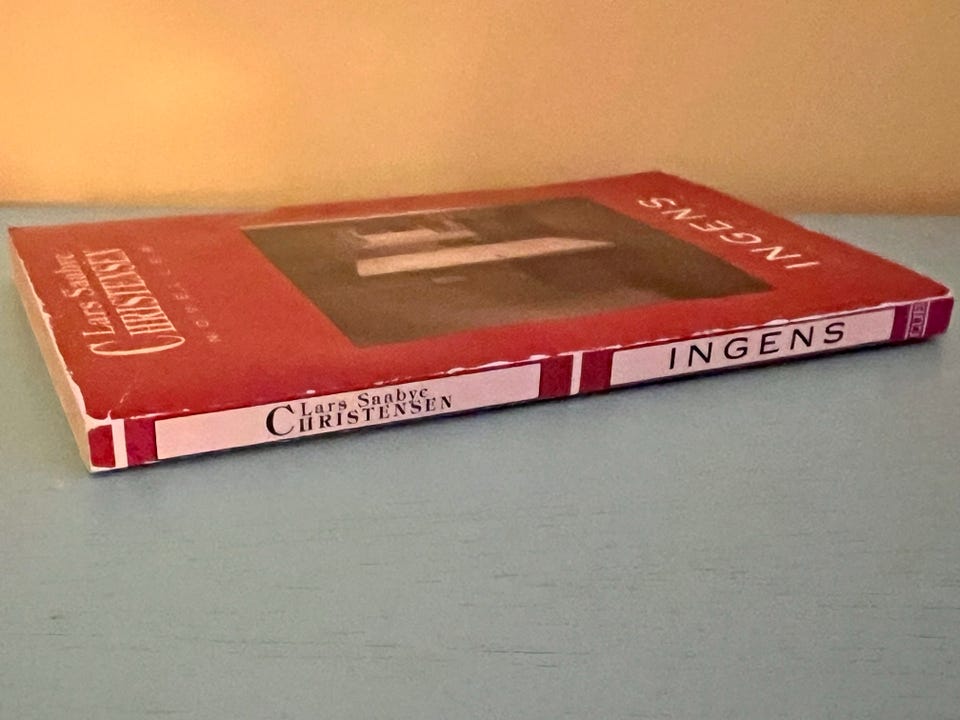 Lars Saabye
CHRISTENSEN
NOVELLER
INGENS
Lars Saabye
CHRISTENSEN
INGENS